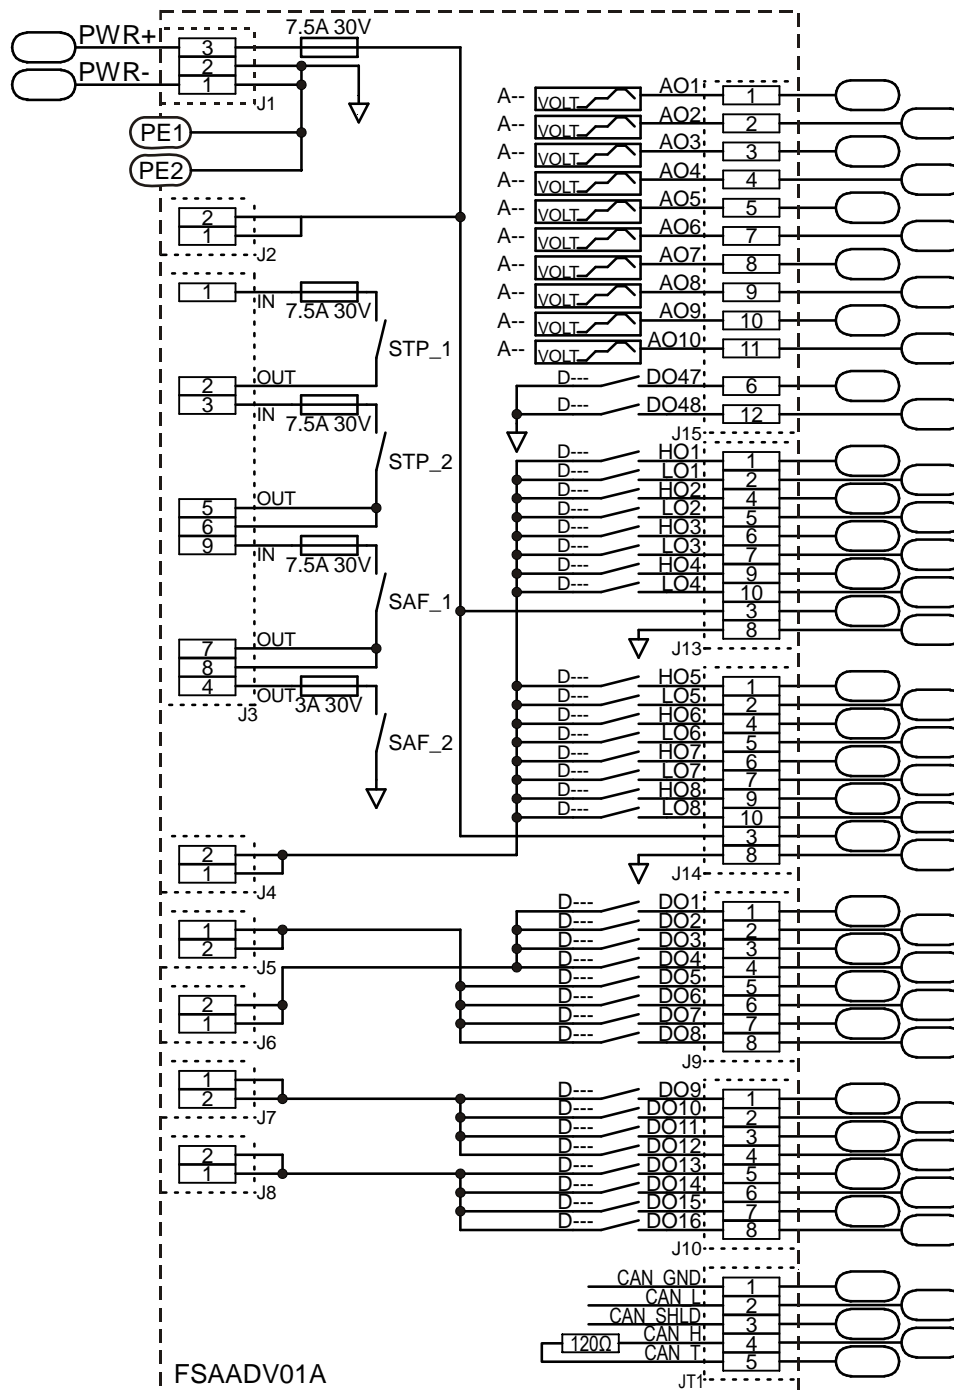 PWR+
PWR-
3
2
1
J1
7.5A 30V
PE1
PE2
2
1
J2
1
IN
7.5A 30V
STP_1
2
OUT
3
IN
7.5A 30V
STP_2
5
OUT
6
9
IN
7.5A 30V
SAF_1
7
OUT
8
4
OUT
3A 30V
J3
SAF_2
2
1
J4
1
2
J5
2
1
J6
1
2
J7
2
1
J8
A-- VOLT AO1 1
A-- VOLT AO2 2
A-- VOLT AO3 3
A-- VOLT AO4 4
A-- VOLT AO5 5
A-- VOLT AO6 7
A-- VOLT AO7 8
A-- VOLT AO8 9
A-- VOLT AO9 10
A-- VOLT AO10 11
D--- DO47 6
D--- DO48 12
J15
D--- HO1 1
D--- LO1 2
D--- HO2 4
D--- LO2 5
D--- HO3 6
D--- LO3 7
D--- HO4 9
D--- LO4 10
3
8
J13
D--- HO5 1
D--- LO5 2
D--- HO6 4
D--- LO6 5
D--- HO7 6
D--- LO7 7
D--- HO8 9
D--- LO8 10
3
8
J14
D--- DO1 1
D--- DO2 2
D--- DO3 3
D--- DO4 4
D--- DO5 5
D--- DO6 6
D--- DO7 7
D--- DO8 8
J9
D--- DO9 1
D--- DO10 2
D--- DO11 3
D--- DO12 4
D--- DO13 5
D--- DO14 6
D--- DO15 7
D--- DO16 8
J10
CAN_GND 1
CAN_L 2
CAN_SHLD 3
120Ω CAN_H 4
CAN_T 5
JT1
FSAADV01A